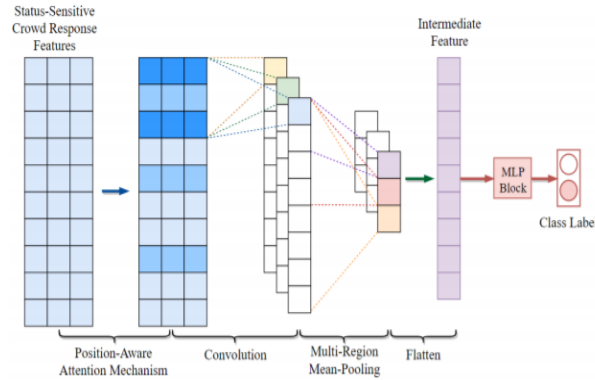 Status-Sensitive
Crowd Response
Features
Intermediate
Feature
MLP
Block
Class Label
Position-Aware
Attention Mechanism
Convolution
Multi-Region
Mean-Pooling
Flatten